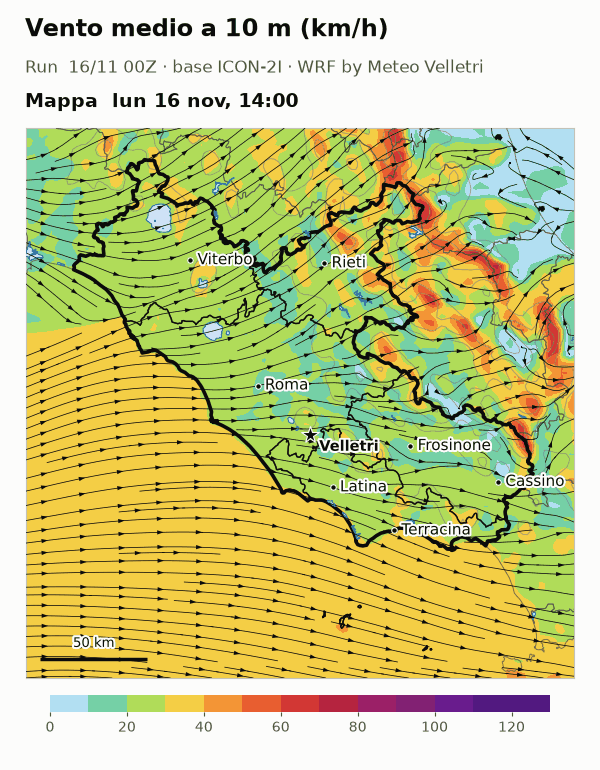 Vento medio a 10 m (km/h)
Run  16/11 00Z · base ICON-2I · WRF by Meteo Velletri
Mappa  lun 16 nov, 14:00
Viterbo
Rieti
Roma
Velletri
Frosinone
Latina
Cassino
Terracina
50 km
0 20 40 60 80 100 120